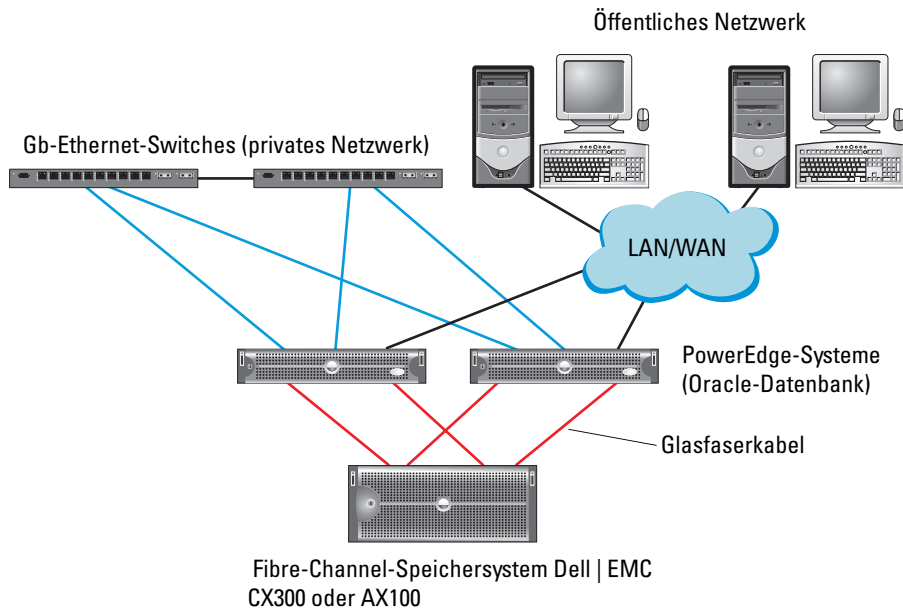 Öffentliches Netzwerk
Gb-Ethernet-Switches (privates Netzwerk)
LAN/WAN
PowerEdge-Systeme
(Oracle-Datenbank)
Glasfaserkabel
Fibre-Channel-Speichersystem Dell | EMC
CX300 oder AX100